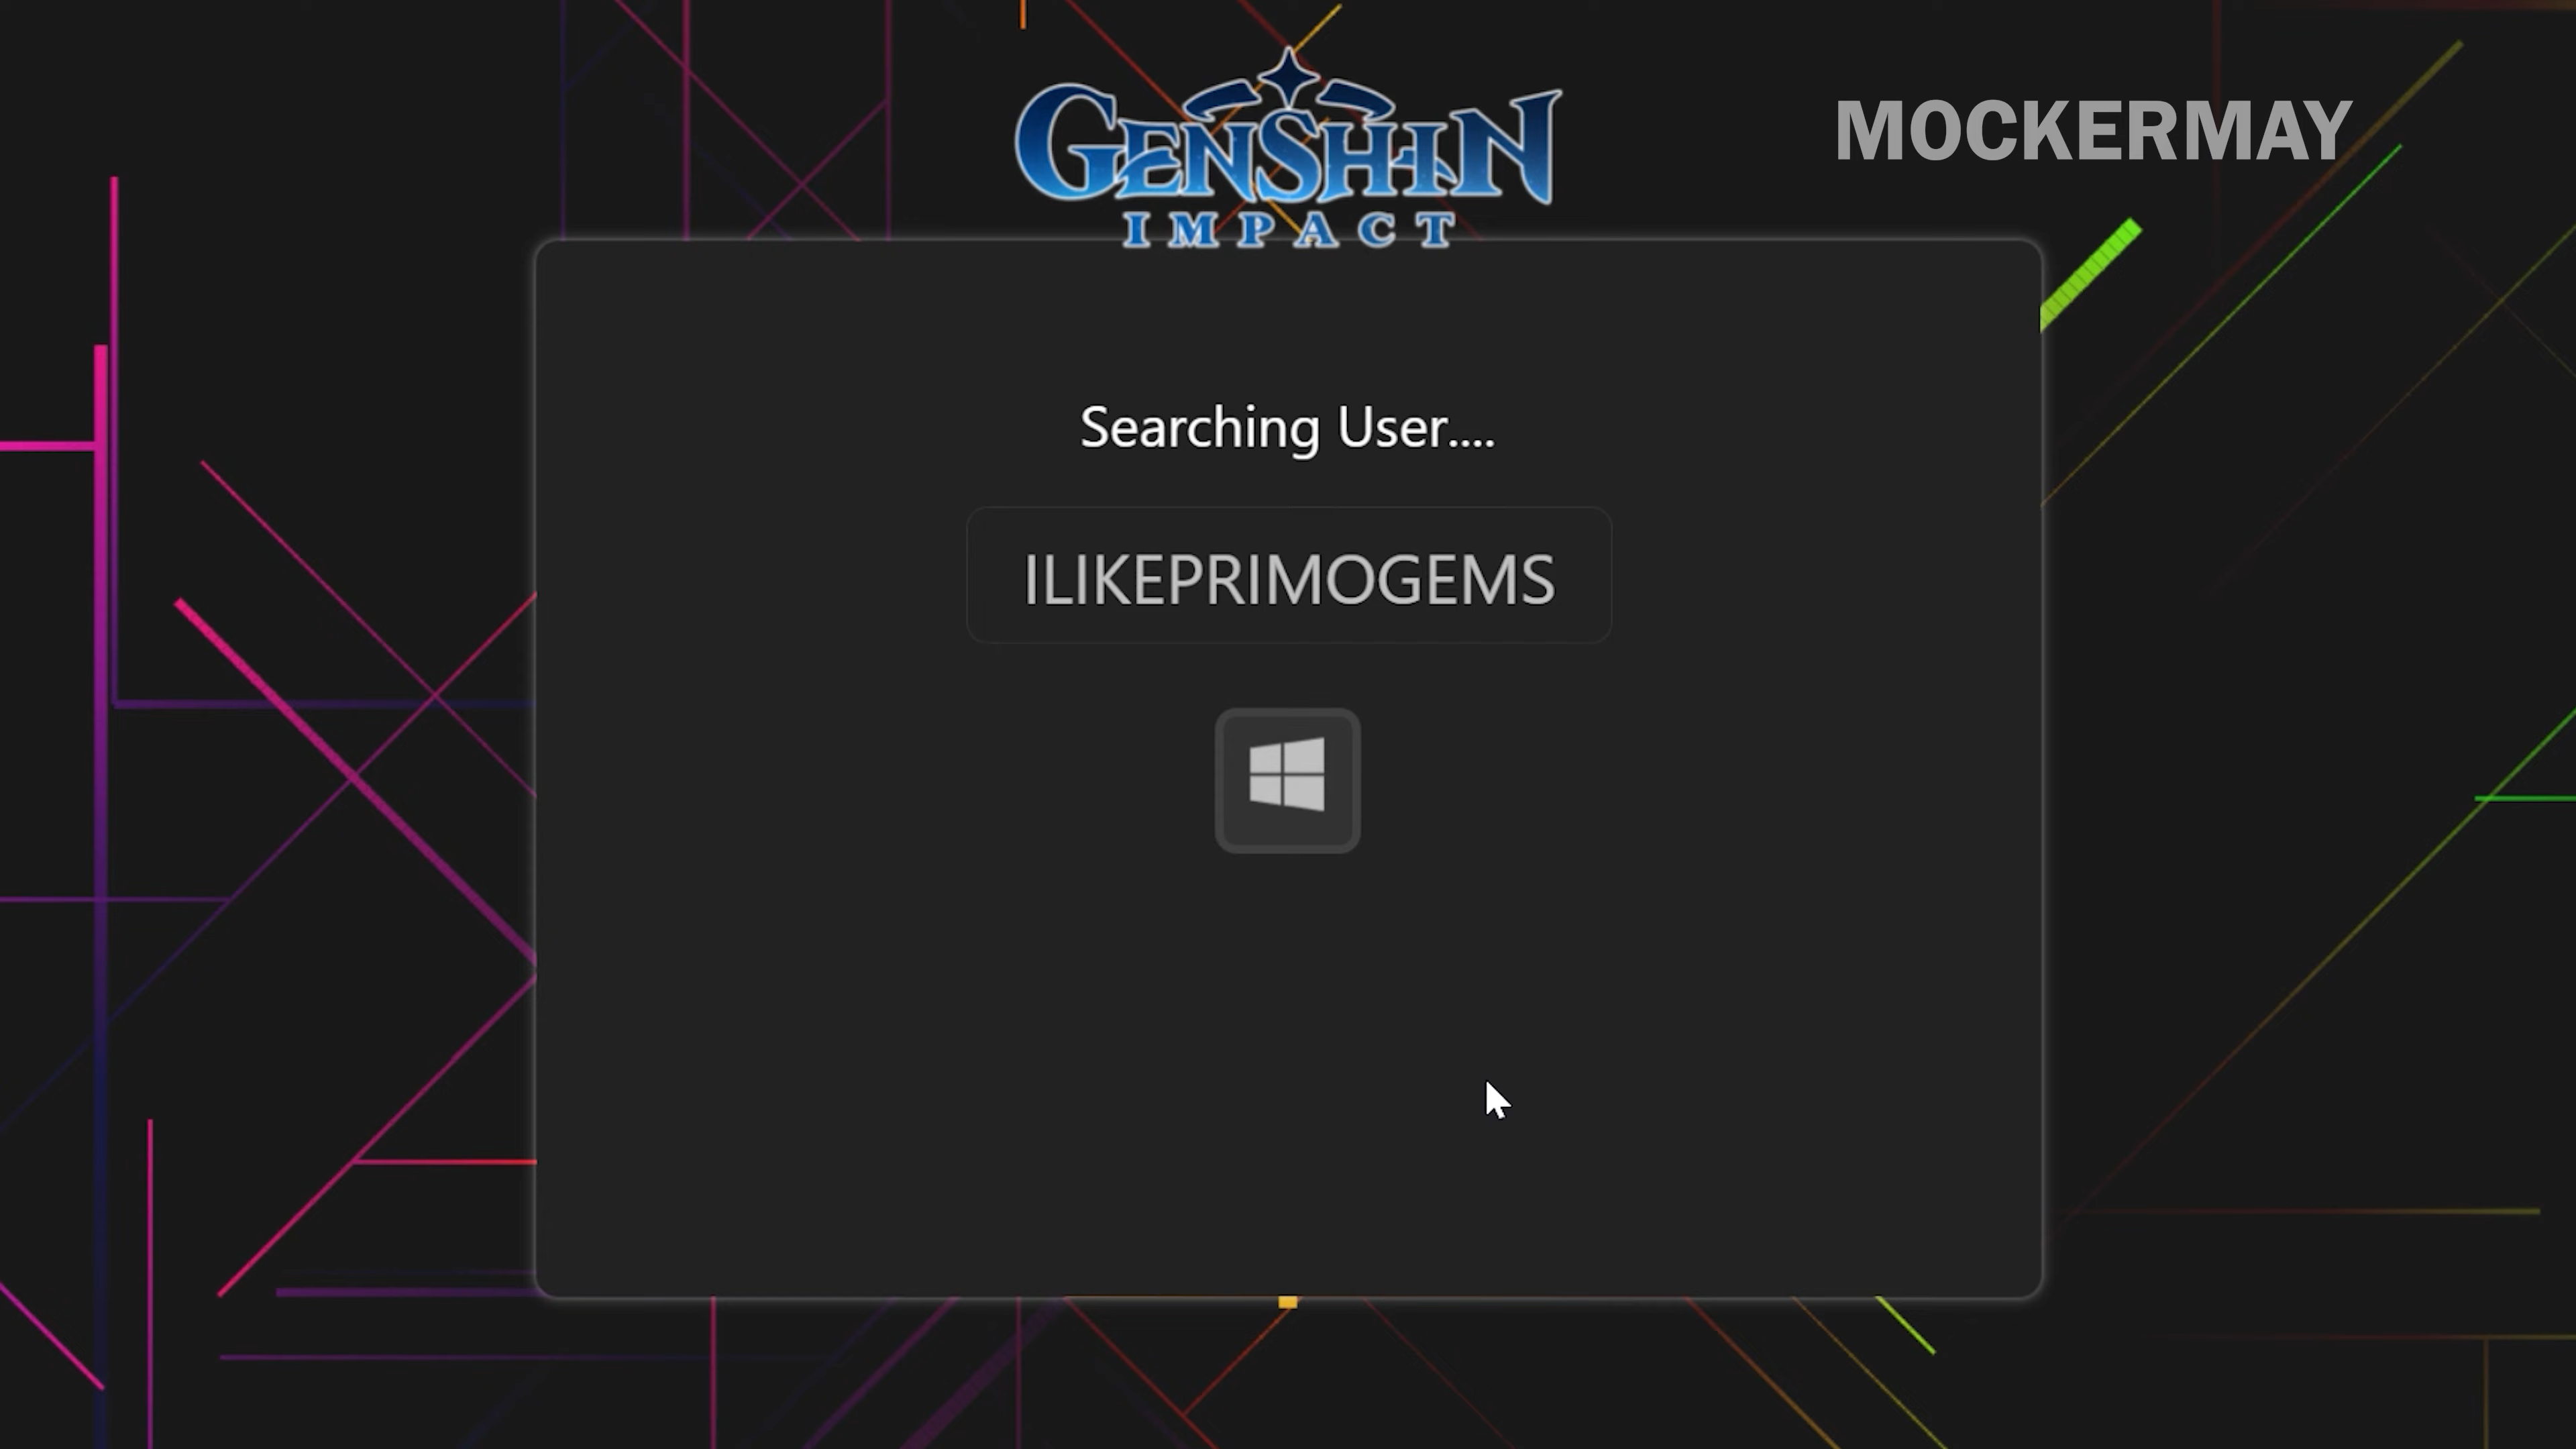 GENSHIN
IMPACT
MOCKERMAY
Searching User....
ILIKEPRIMOGEMS